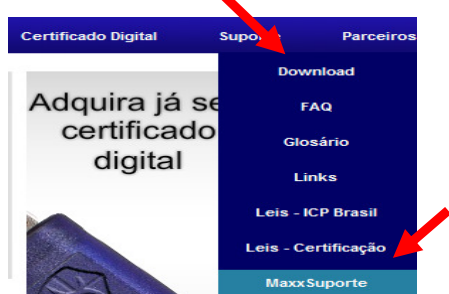 Certificado Digital Suporte Parceiros
Download
FAQ
Glosário
Links
Leis - ICP Brasil
Leis - Certificação
MaxxSuporte
Adquira já se
certificado
digital